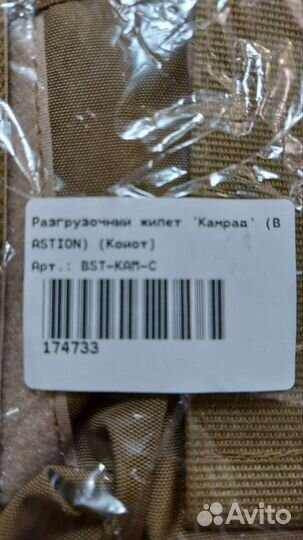 Разгрузочный жилет 'Камрад' (B
ASTION) (Койот)
Арт.: BST-KAM-C
174733
Avito